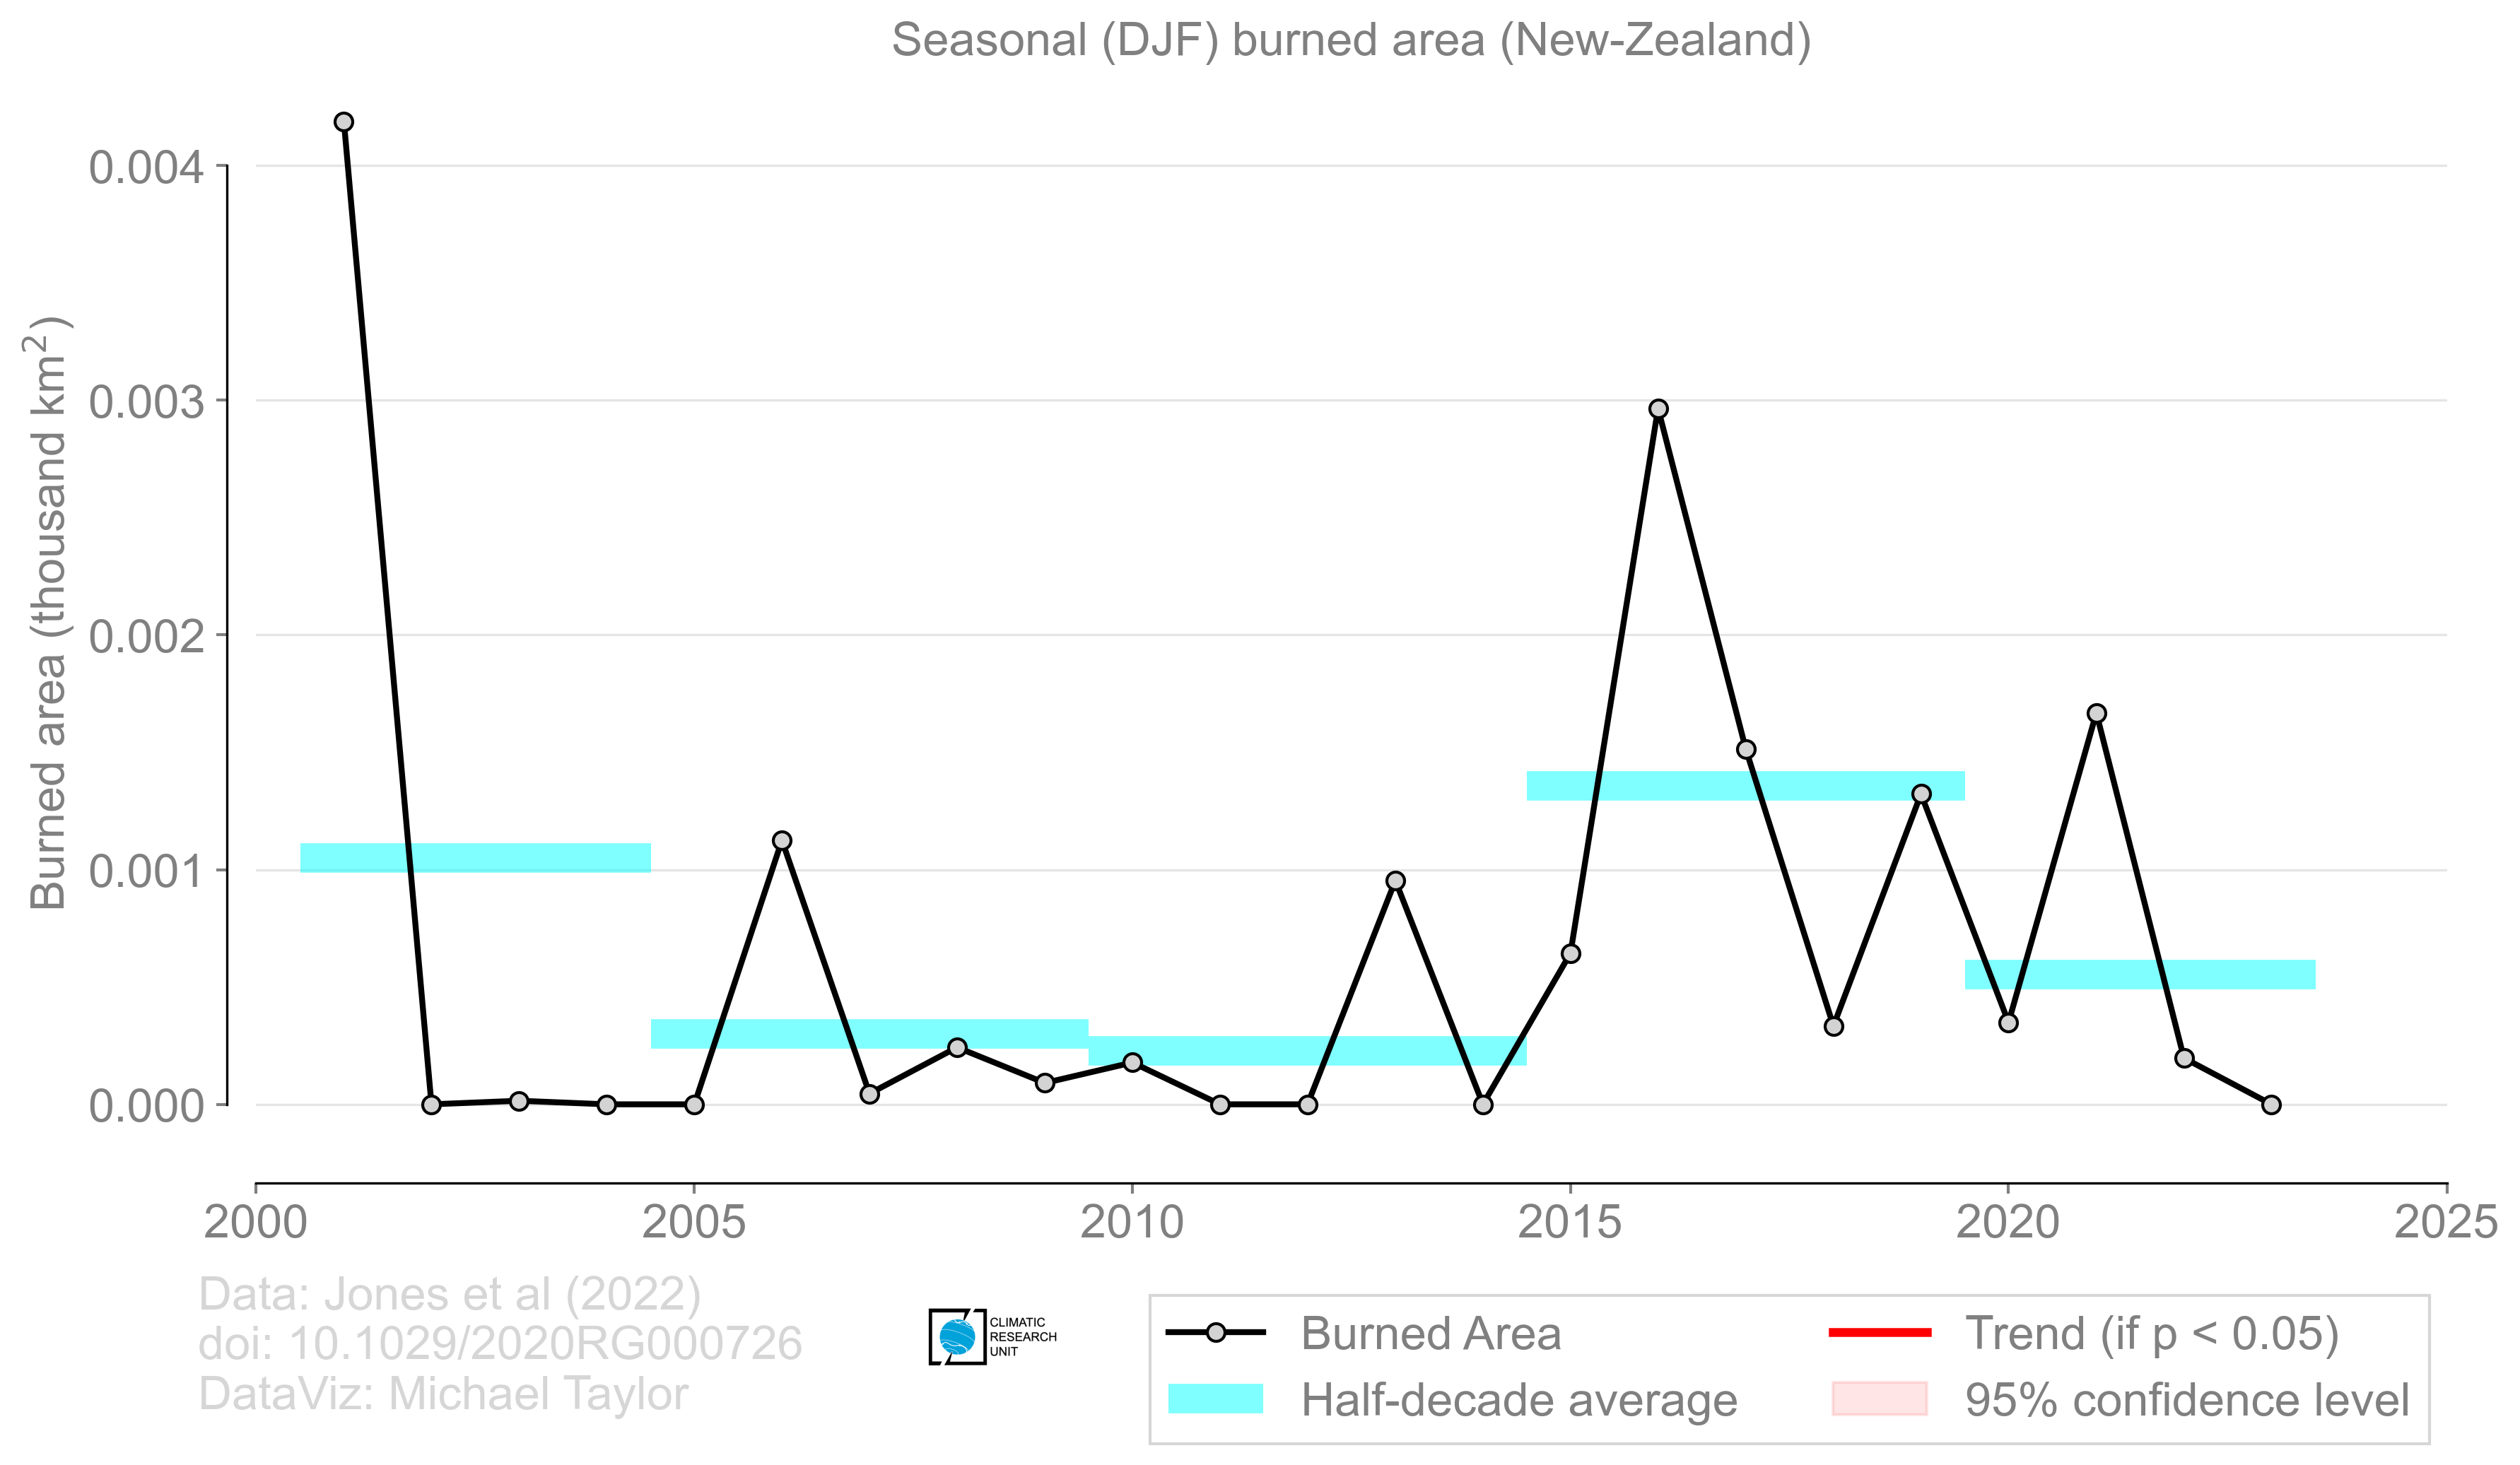 Seasonal (DJF) burned area (New-Zealand)
Burned area (thousand km²)
0.004
0.003
0.002
0.001
0.000
2000
2005
2010
2015
2020
2025
Data: Jones et al (2022)
doi: 10.1029/2020RG000726
DataViz: Michael Taylor
CLIMATIC
RESEARCH
UNIT
Burned Area
Half-decade average
Trend (if p < 0.05)
95% confidence level